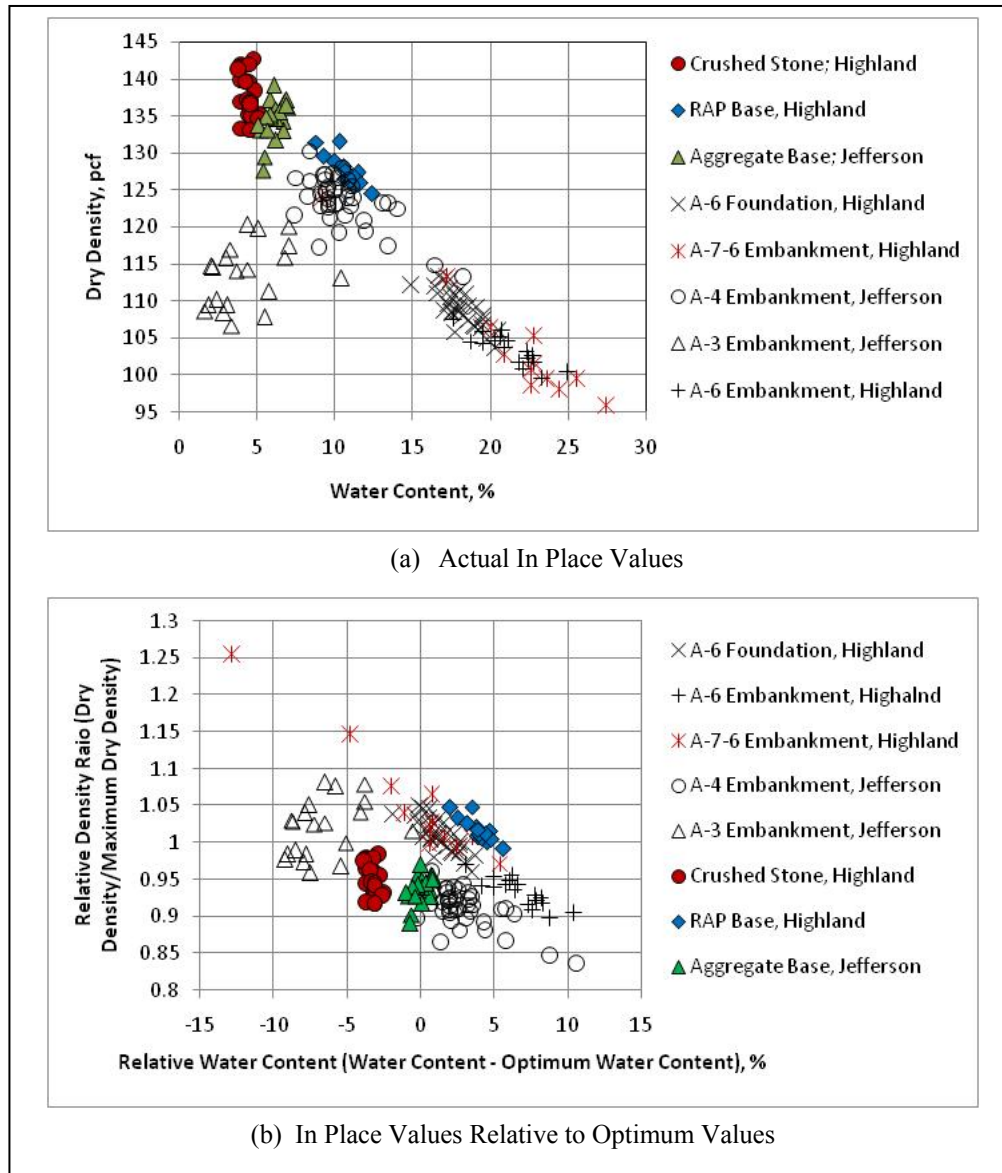 145
140
135
130
125
120
115
110
105
100
95
Dry Density, pcf
0 5 10 15 20 25 30
Water Content, %
Crushed Stone; Highland
RAP Base, Highland
Aggregate Base; Jefferson
A-6 Foundation, Highland
A-7-6 Embankment, Highland
A-4 Embankment, Jefferson
A-3 Embankment, Jefferson
A-6 Embankment, Highland
(a) Actual In Place Values
1.3
1.25
1.2
1.15
1.1
1.05
1
0.95
0.9
0.85
0.8
Relative Density Raio (Dry
Density/Maximum Dry Density)
-15 -10 -5 0 5 10 15
Relative Water Content (Water Content - Optimum Water Content), %
A-6 Foundation, Highland
A-6 Embankment, Highalnd
A-7-6 Embankment, Highland
A-4 Embankment, Jefferson
A-3 Embankment, Jefferson
Crushed Stone, Highland
RAP Base, Highland
Aggregate Base, Jefferson
(b) In Place Values Relative to Optimum Values